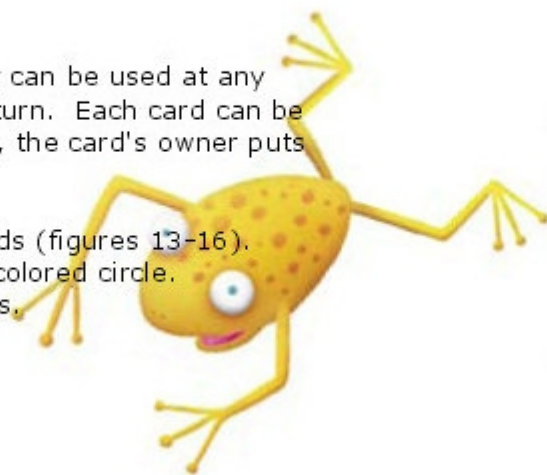 can be used at any
turn. Each card can be
, the card's owner puts
ds (figures 13-16).
colored circle.
s.